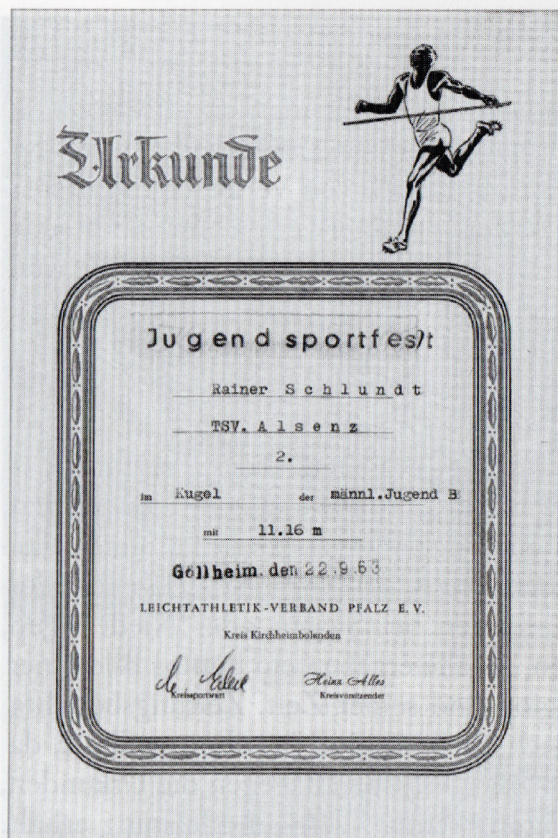 Urkunde
Jugendsportfest
Rainer Schlundt
TSV. Alsenz
2.
im Kugel der männl.Jugend B
mit 11.16 m
Göllheim, den 22.9.63
LEICHTATHLETIK-VERBAND PFALZ E. V.
Kreis Kirchheimbolanden
Heinz Alles
Kreissportwart Kreisvorsitzender